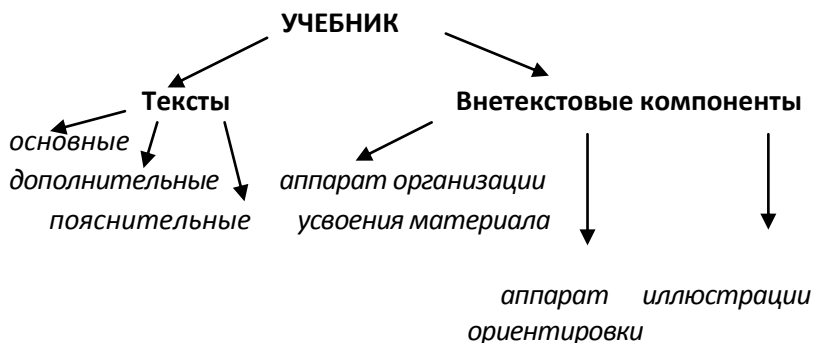 УЧЕБНИК
Тексты Внетекстовые компоненты
основные
дополнительные аппарат организации
пояснительные усвоения материала
аппарат иллюстрации
ориентировки